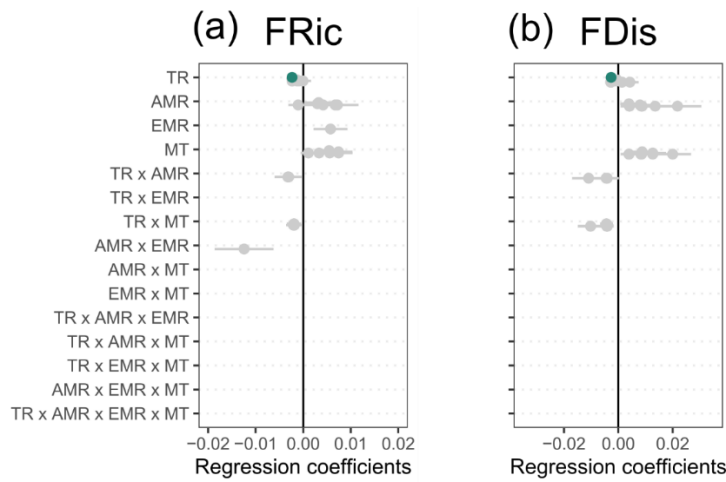 (a) FRic
(b) FDis
TR
AMR
EMR
MT
TR x AMR
TR x EMR
TR x MT
AMR x EMR
AMR x MT
EMR x MT
TR x AMR x EMR
TR x AMR x MT
TR x EMR x MT
AMR x EMR x MT
TR x AMR x EMR x MT
−0.02 −0.01 0.00 0.01 0.02
−0.02 0.00 0.02
Regression coefficients
Regression coefficients